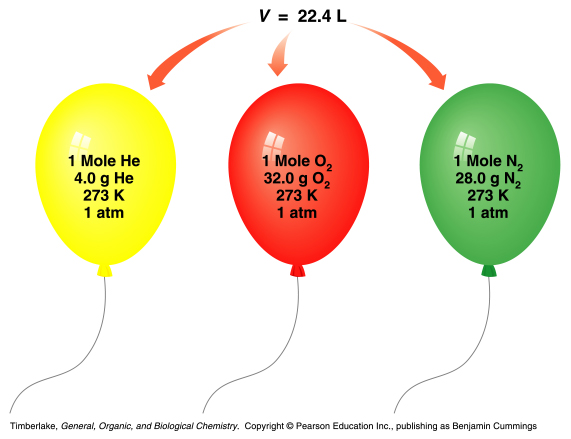 V = 22.4 L
1 Mole He
4.0 g He
273 K
1 atm
1 Mole O2
32.0 g O2
273 K
1 atm
1 Mole N2
28.0 g N2
273 K
1 atm
Timberlake, General, Organic, and Biological Chemistry. Copyright © Pearson Education Inc., publishing as Benjamin Cummings